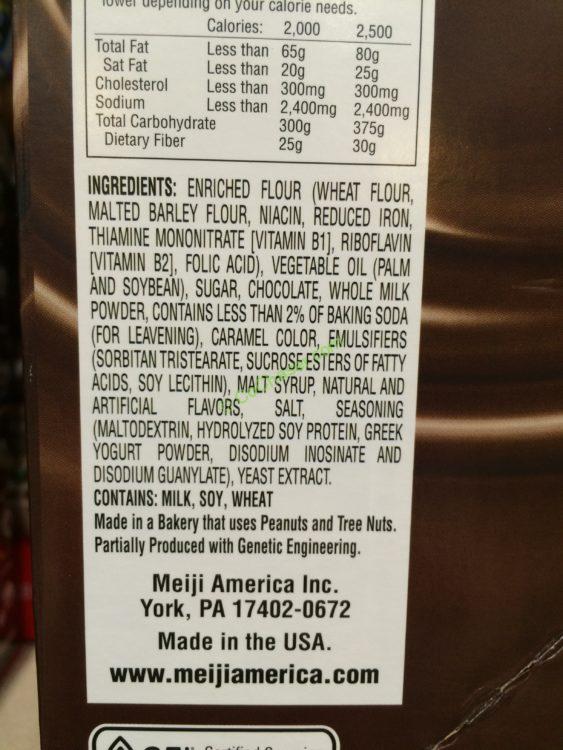 lower depending on your calorie needs.
Calories: 2,000 2,500
Total Fat Less than 65g 80g
Sat Fat Less than 20g 25g
Cholesterol Less than 300mg 300mg
Sodium Less than 2,400mg 2,400mg
Total Carbohydrate 300g 375g
Dietary Fiber 25g 30g
INGREDIENTS: ENRICHED FLOUR (WHEAT FLOUR,
MALTED BARLEY FLOUR, NIACIN, REDUCED IRON,
THIAMINE MONONITRATE [VITAMIN B1], RIBOFLAVIN
[VITAMIN B2], FOLIC ACID), VEGETABLE OIL (PALM
AND SOYBEAN), SUGAR, CHOCOLATE, WHOLE MILK
POWDER, CONTAINS LESS THAN 2% OF BAKING SODA
(FOR LEAVENING), CARAMEL COLOR, EMULSIFIERS
(SORBITAN TRISTEARATE, SUCROSE ESTERS OF FATTY
ACIDS, SOY LECITHIN), MALT SYRUP, NATURAL AND
ARTIFICIAL FLAVORS, SALT, SEASONING
(MALTODEXTRIN, HYDROLYZED SOY PROTEIN, GREEK
YOGURT POWDER, DISODIUM INOSINATE AND
DISODIUM GUANYLATE), YEAST EXTRACT.
CONTAINS: MILK, SOY, WHEAT
Made in a Bakery that uses Peanuts and Tree Nuts.
Partially Produced with Genetic Engineering.
Meiji America Inc.
York, PA 17402-0672
Made in the USA.
www.meijiamerica.com